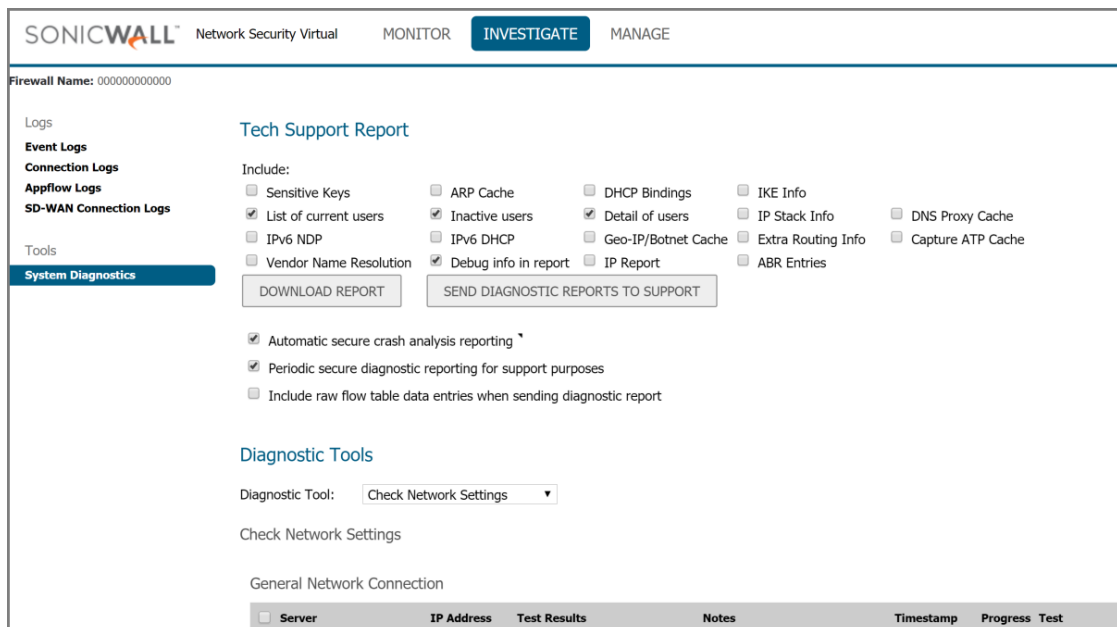 SONICWALL™ Network Security Virtual MONITOR INVESTIGATE MANAGE
Firewall Name: 000000000000
Logs
Event Logs
Connection Logs
Appflow Logs
SD-WAN Connection Logs
Tools
System Diagnostics
Tech Support Report
Include:
Sensitive Keys ARP Cache DHCP Bindings IKE Info
List of current users Inactive users Detail of users IP Stack Info DNS Proxy Cache
IPv6 NDP IPv6 DHCP Geo-IP/Botnet Cache Extra Routing Info Capture ATP Cache
Vendor Name Resolution Debug info in report IP Report ABR Entries
DOWNLOAD REPORT SEND DIAGNOSTIC REPORTS TO SUPPORT
Automatic secure crash analysis reporting
Periodic secure diagnostic reporting for support purposes
Include raw flow table data entries when sending diagnostic report
Diagnostic Tools
Diagnostic Tool: Check Network Settings
Check Network Settings
General Network Connection
Server IP Address Test Results Notes Timestamp Progress Test